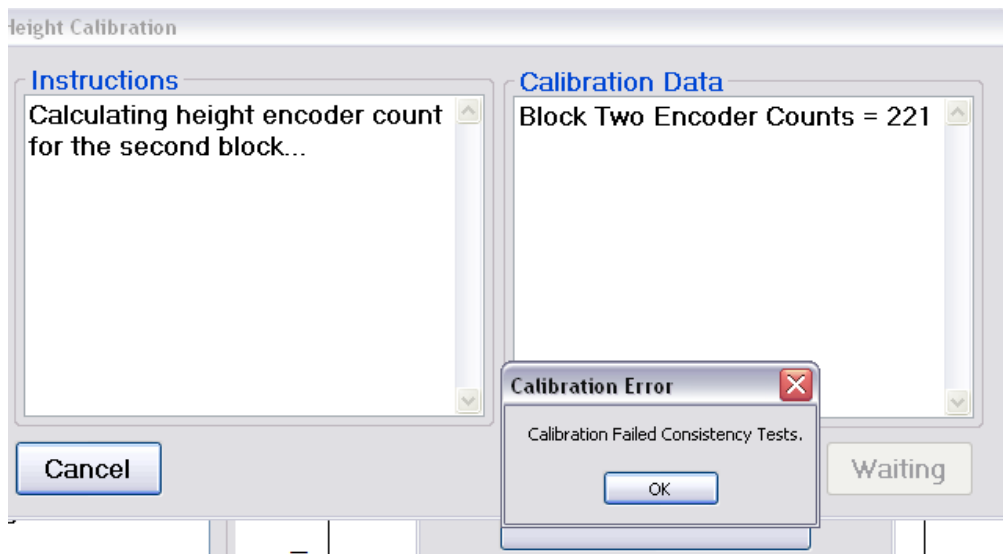 Height Calibration
Instructions
Calculating height encoder count
for the second block...
Calibration Data
Block Two Encoder Counts = 221
Calibration Error
Calibration Failed Consistency Tests.
OK
Cancel
Waiting